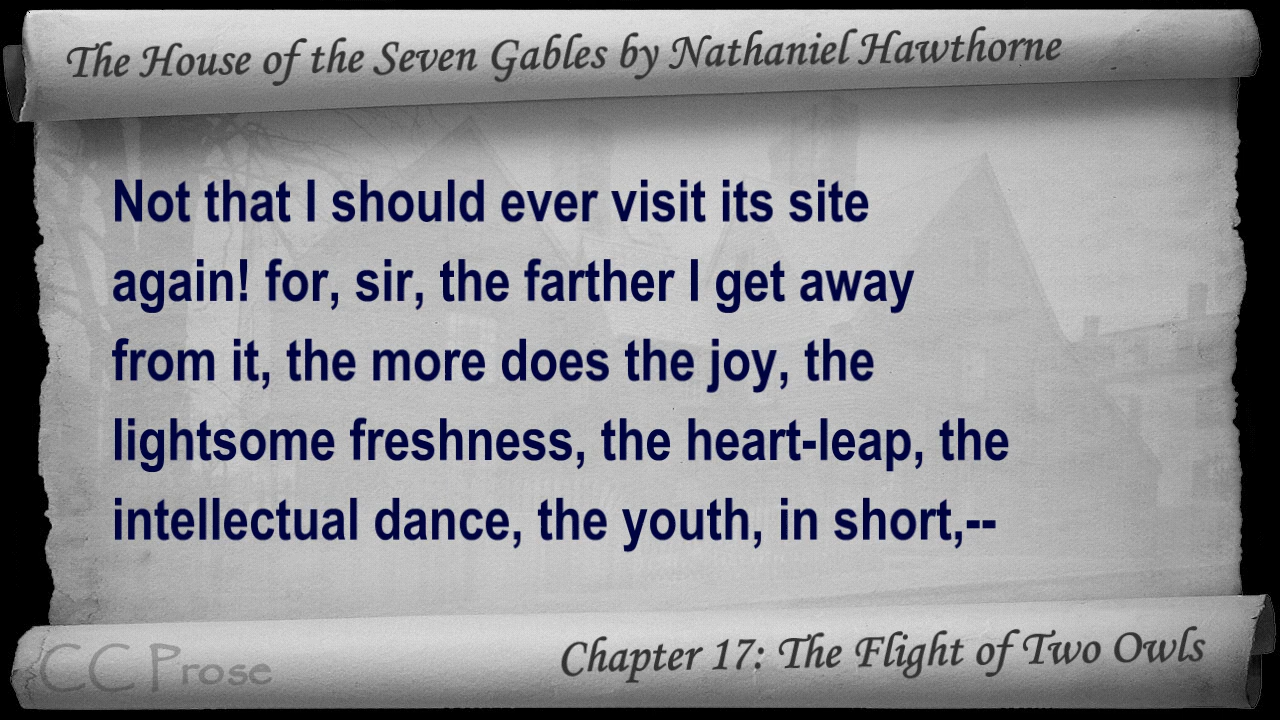 The House of the Seven Gables by Nathaniel Hawthorne
Not that I should ever visit its site
again! for, sir, the farther I get away
from it, the more does the joy, the
lightsome freshness, the heart-leap, the
intellectual dance, the youth, in short,--
CC Prose
Chapter 17: The Flight of Two Owls